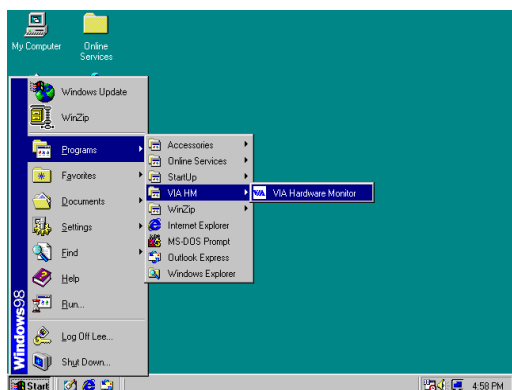 My Computer
Online
Services
Windows Update
WinZip
Programs
Favorites
Documents
Settings
Find
Help
Run...
Log Off Lee...
Shut Down...
Windows98
Accessories
Online Services
StartUp
VIA HM
WinZip
Internet Explorer
MS-DOS Prompt
Outlook Express
Windows Explorer
VIA
VIA Hardware Monitor
Start
4:58 PM